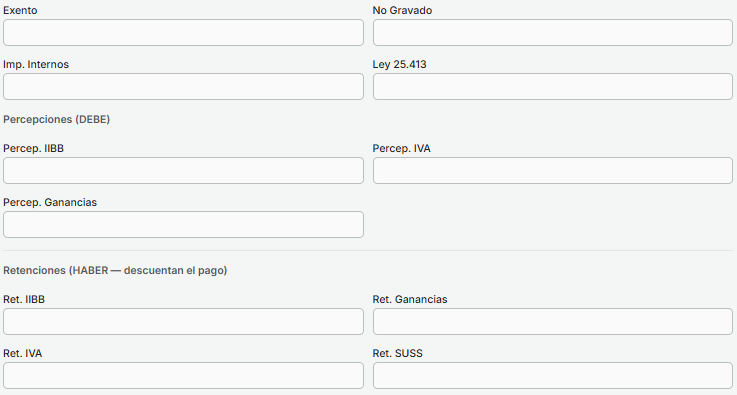 Exento
No Gravado
Imp. Internos
Ley 25.413
Percepciones (DEBE)
Percep. IIBB
Percep. IVA
Percep. Ganancias
Retenciones (HABER — descuentan el pago)
Ret. IIBB
Ret. Ganancias
Ret. IVA
Ret. SUSS